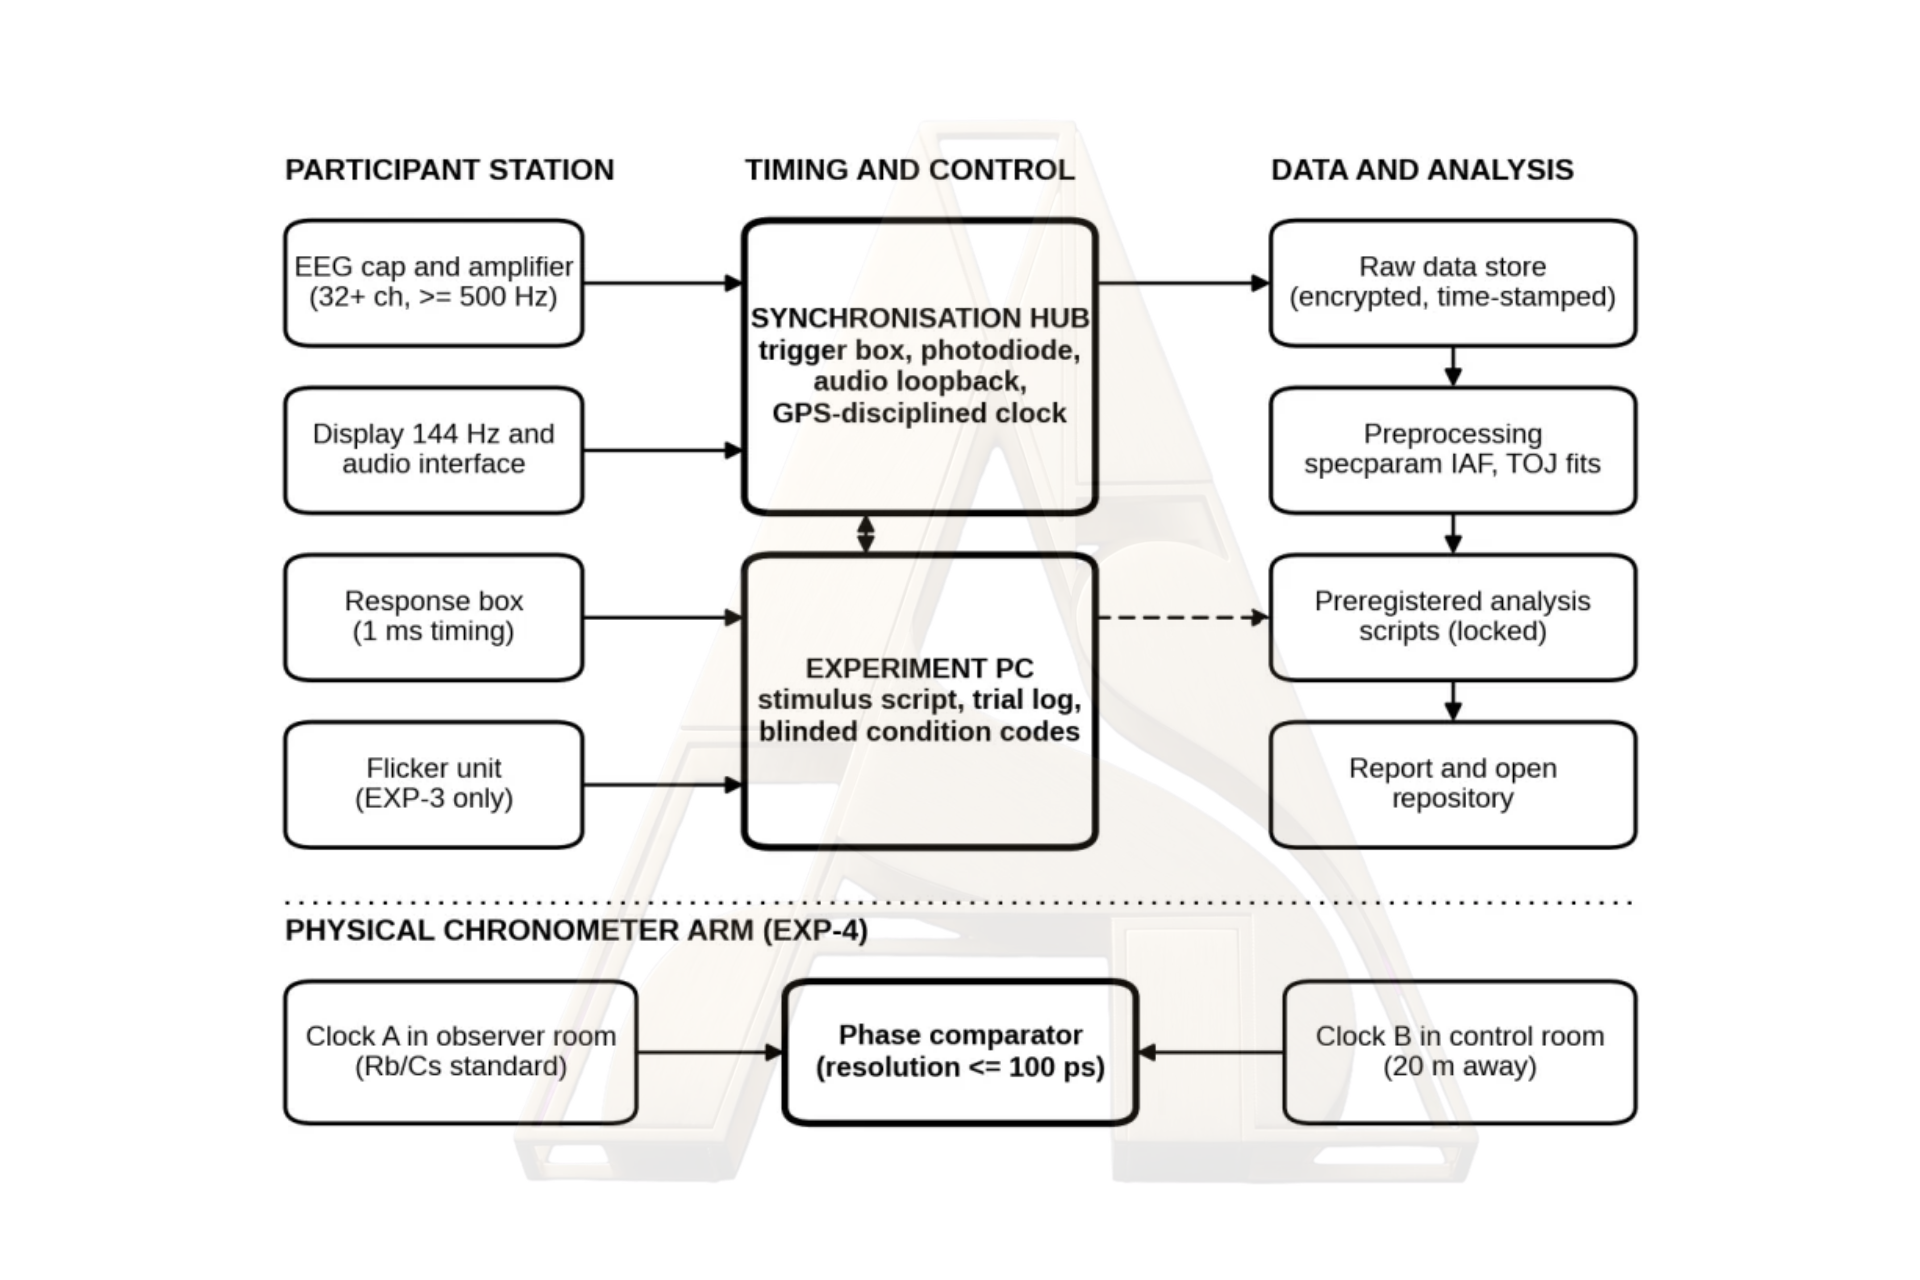 PARTICIPANT STATION
TIMING AND CONTROL
DATA AND ANALYSIS
EEG cap and amplifier
(32+ ch, >= 500 Hz)
Display 144 Hz and
audio interface
Response box
(1 ms timing)
Flicker unit
(EXP-3 only)
SYNCHRONISATION HUB
trigger box, photodiode,
audio loopback,
GPS-disciplined clock
EXPERIMENT PC
stimulus script, trial log,
blinded condition codes
Raw data store
(encrypted, time-stamped)
Preprocessing
specparam IAF, TOJ fits
Preregistered analysis
scripts (locked)
Report and open
repository
PHYSICAL CHRONOMETER ARM (EXP-4)
Clock A in observer room
(Rb/Cs standard)
Phase comparator
(resolution <= 100 ps)
Clock B in control room
(20 m away)